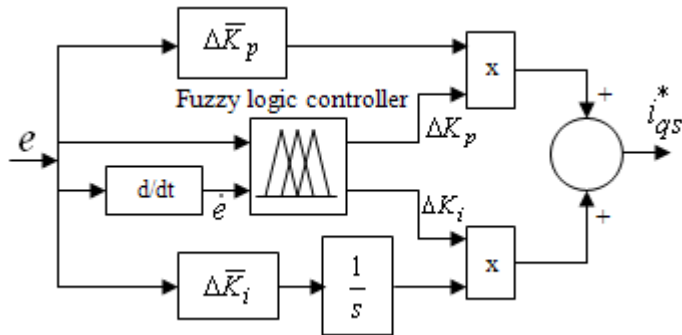 ΔK̅ₚ
x
Fuzzy logic controller
+
e
ΔKₚ
i*qs
d/dt
ė
ΔKᵢ
+
ΔK̅ᵢ
1/s
x